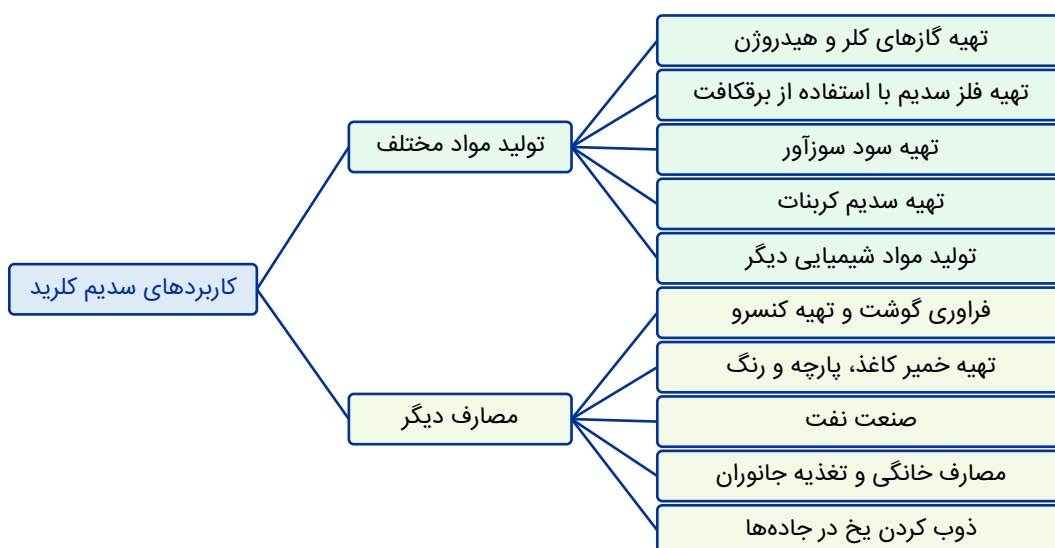 کاربردهای سدیم کلرید
تولید مواد مختلف
تهیه گازهای کلر و هیدروژن
تهیه فلز سدیم با استفاده از برقکافت
تهیه سود سوزآور
تهیه سدیم کربنات
تولید مواد شیمیایی دیگر
مصارف دیگر
فراوری گوشت و تهیه کنسرو
تهیه خمیر کاغذ، پارچه و رنگ
صنعت نفت
مصارف خانگی و تغذیه جانوران
ذوب کردن یخ در جاده‌ها